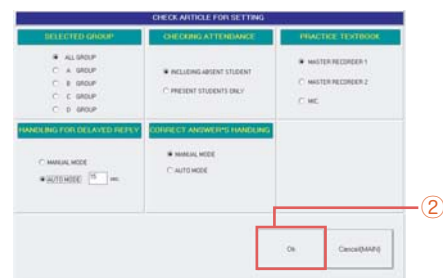 CHECK ARTICLE FOR SETTING
SELECTED GROUP
ALL GROUP
A GROUP
B GROUP
C GROUP
D GROUP
CHECKING ATTENDANCE
INCLUDING ABSENT STUDENT
PRESENT STUDENTS ONLY
PRACTICE TEXTBOOK
MASTER RECORDER 1
MASTER RECORDER 2
MIC.
HANDLING FOR DELAYED REPLY
MANUAL MODE
AUTO MODE 15 sec.
CORRECT ANSWER'S HANDLING
MANUAL MODE
AUTO MODE
Ok
Cancel(MAIN)
②